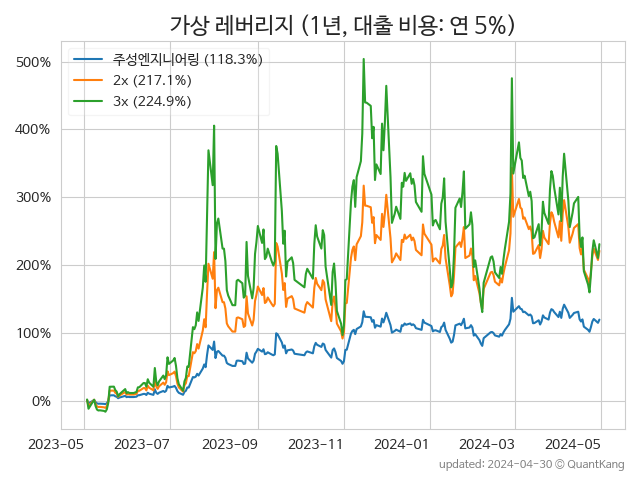 가상 레버리지 (1년, 대출 비용: 연 5%)
주성엔지니어링 (118.3%)
2x (217.1%)
3x (224.9%)
500%
400%
300%
200%
100%
0%
2023-05 2023-07 2023-09 2023-11 2024-01 2024-03 2024-05
updated: 2024-04-30 © QuantKang